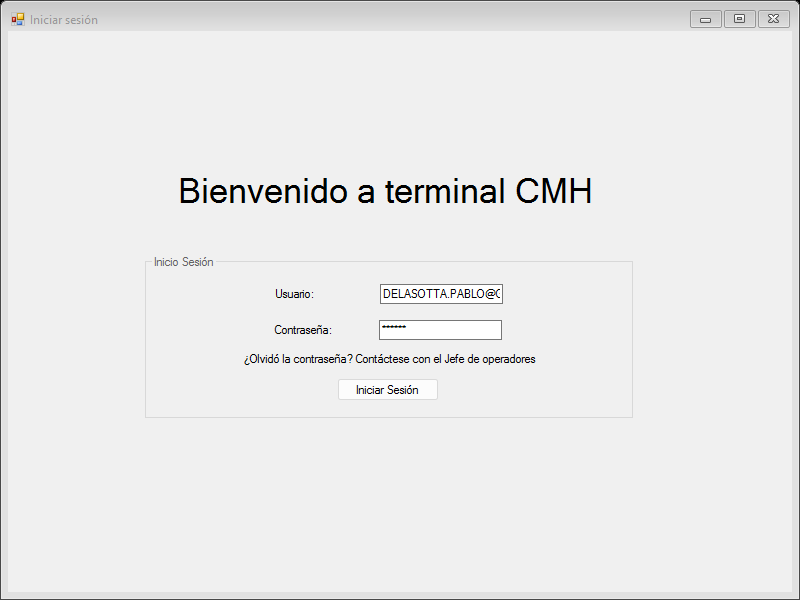 Iniciar sesión
Bienvenido a terminal CMH
Inicio Sesión
Usuario: DELASOTTA.PABLO@
Contraseña: ******
¿Olvidó la contraseña? Contáctese con el Jefe de operadores
Iniciar Sesión